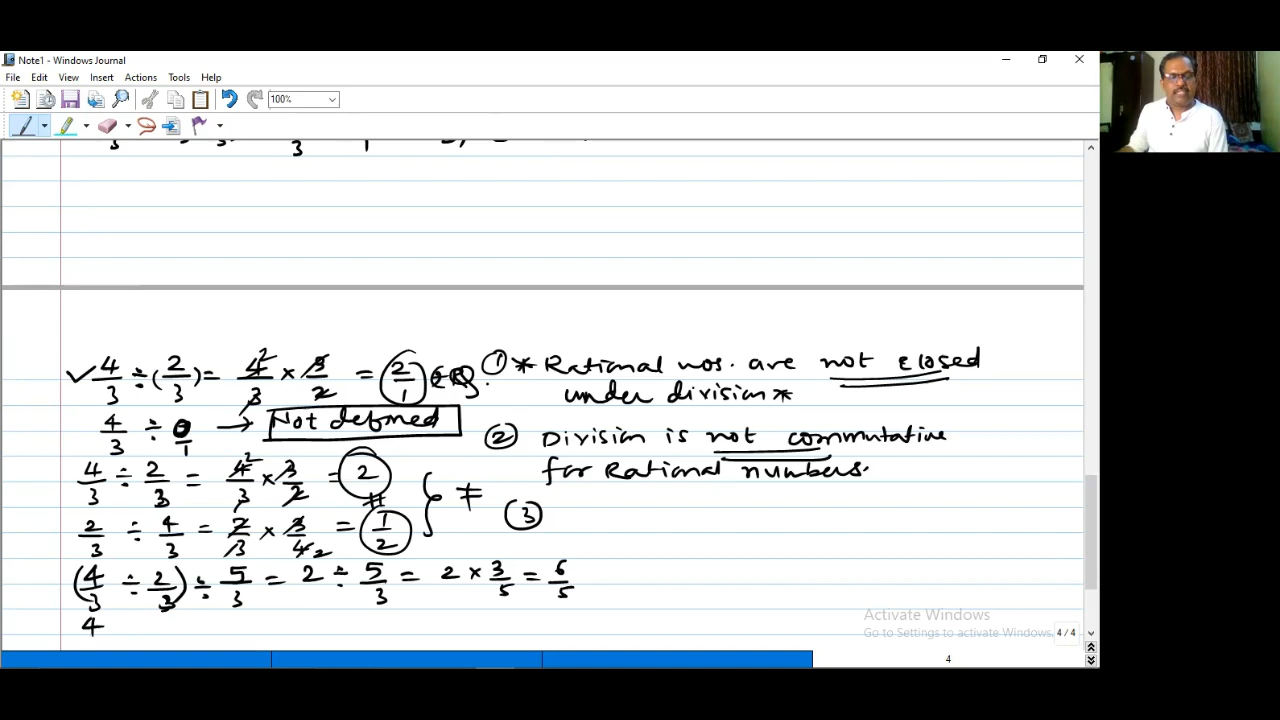 Note1 - Windows Journal
File Edit View Insert Actions Tools Help
100%
4/3 ÷ (2/3) = 4/3 2 × 3/2 = 2/1 ∈ Q.
4/3 ÷ 0/1 → Not defined
4/3 ÷ 2/3 = 4/3 2 × 3/2 = 2
2/3 ÷ 4/3 = 2/3 × 3/4 2 = 1/2 } ≠
(4/3 ÷ 2/3) ÷ 5/3 = 2 ÷ 5/3 = 2 × 3/5 = 6/5
4
① * Rational nos. are not closed
under division *
② Division is not commutative
for Rational numbers.
③
Activate Windows
Go to Settings to activate Windows.
4 / 4
4